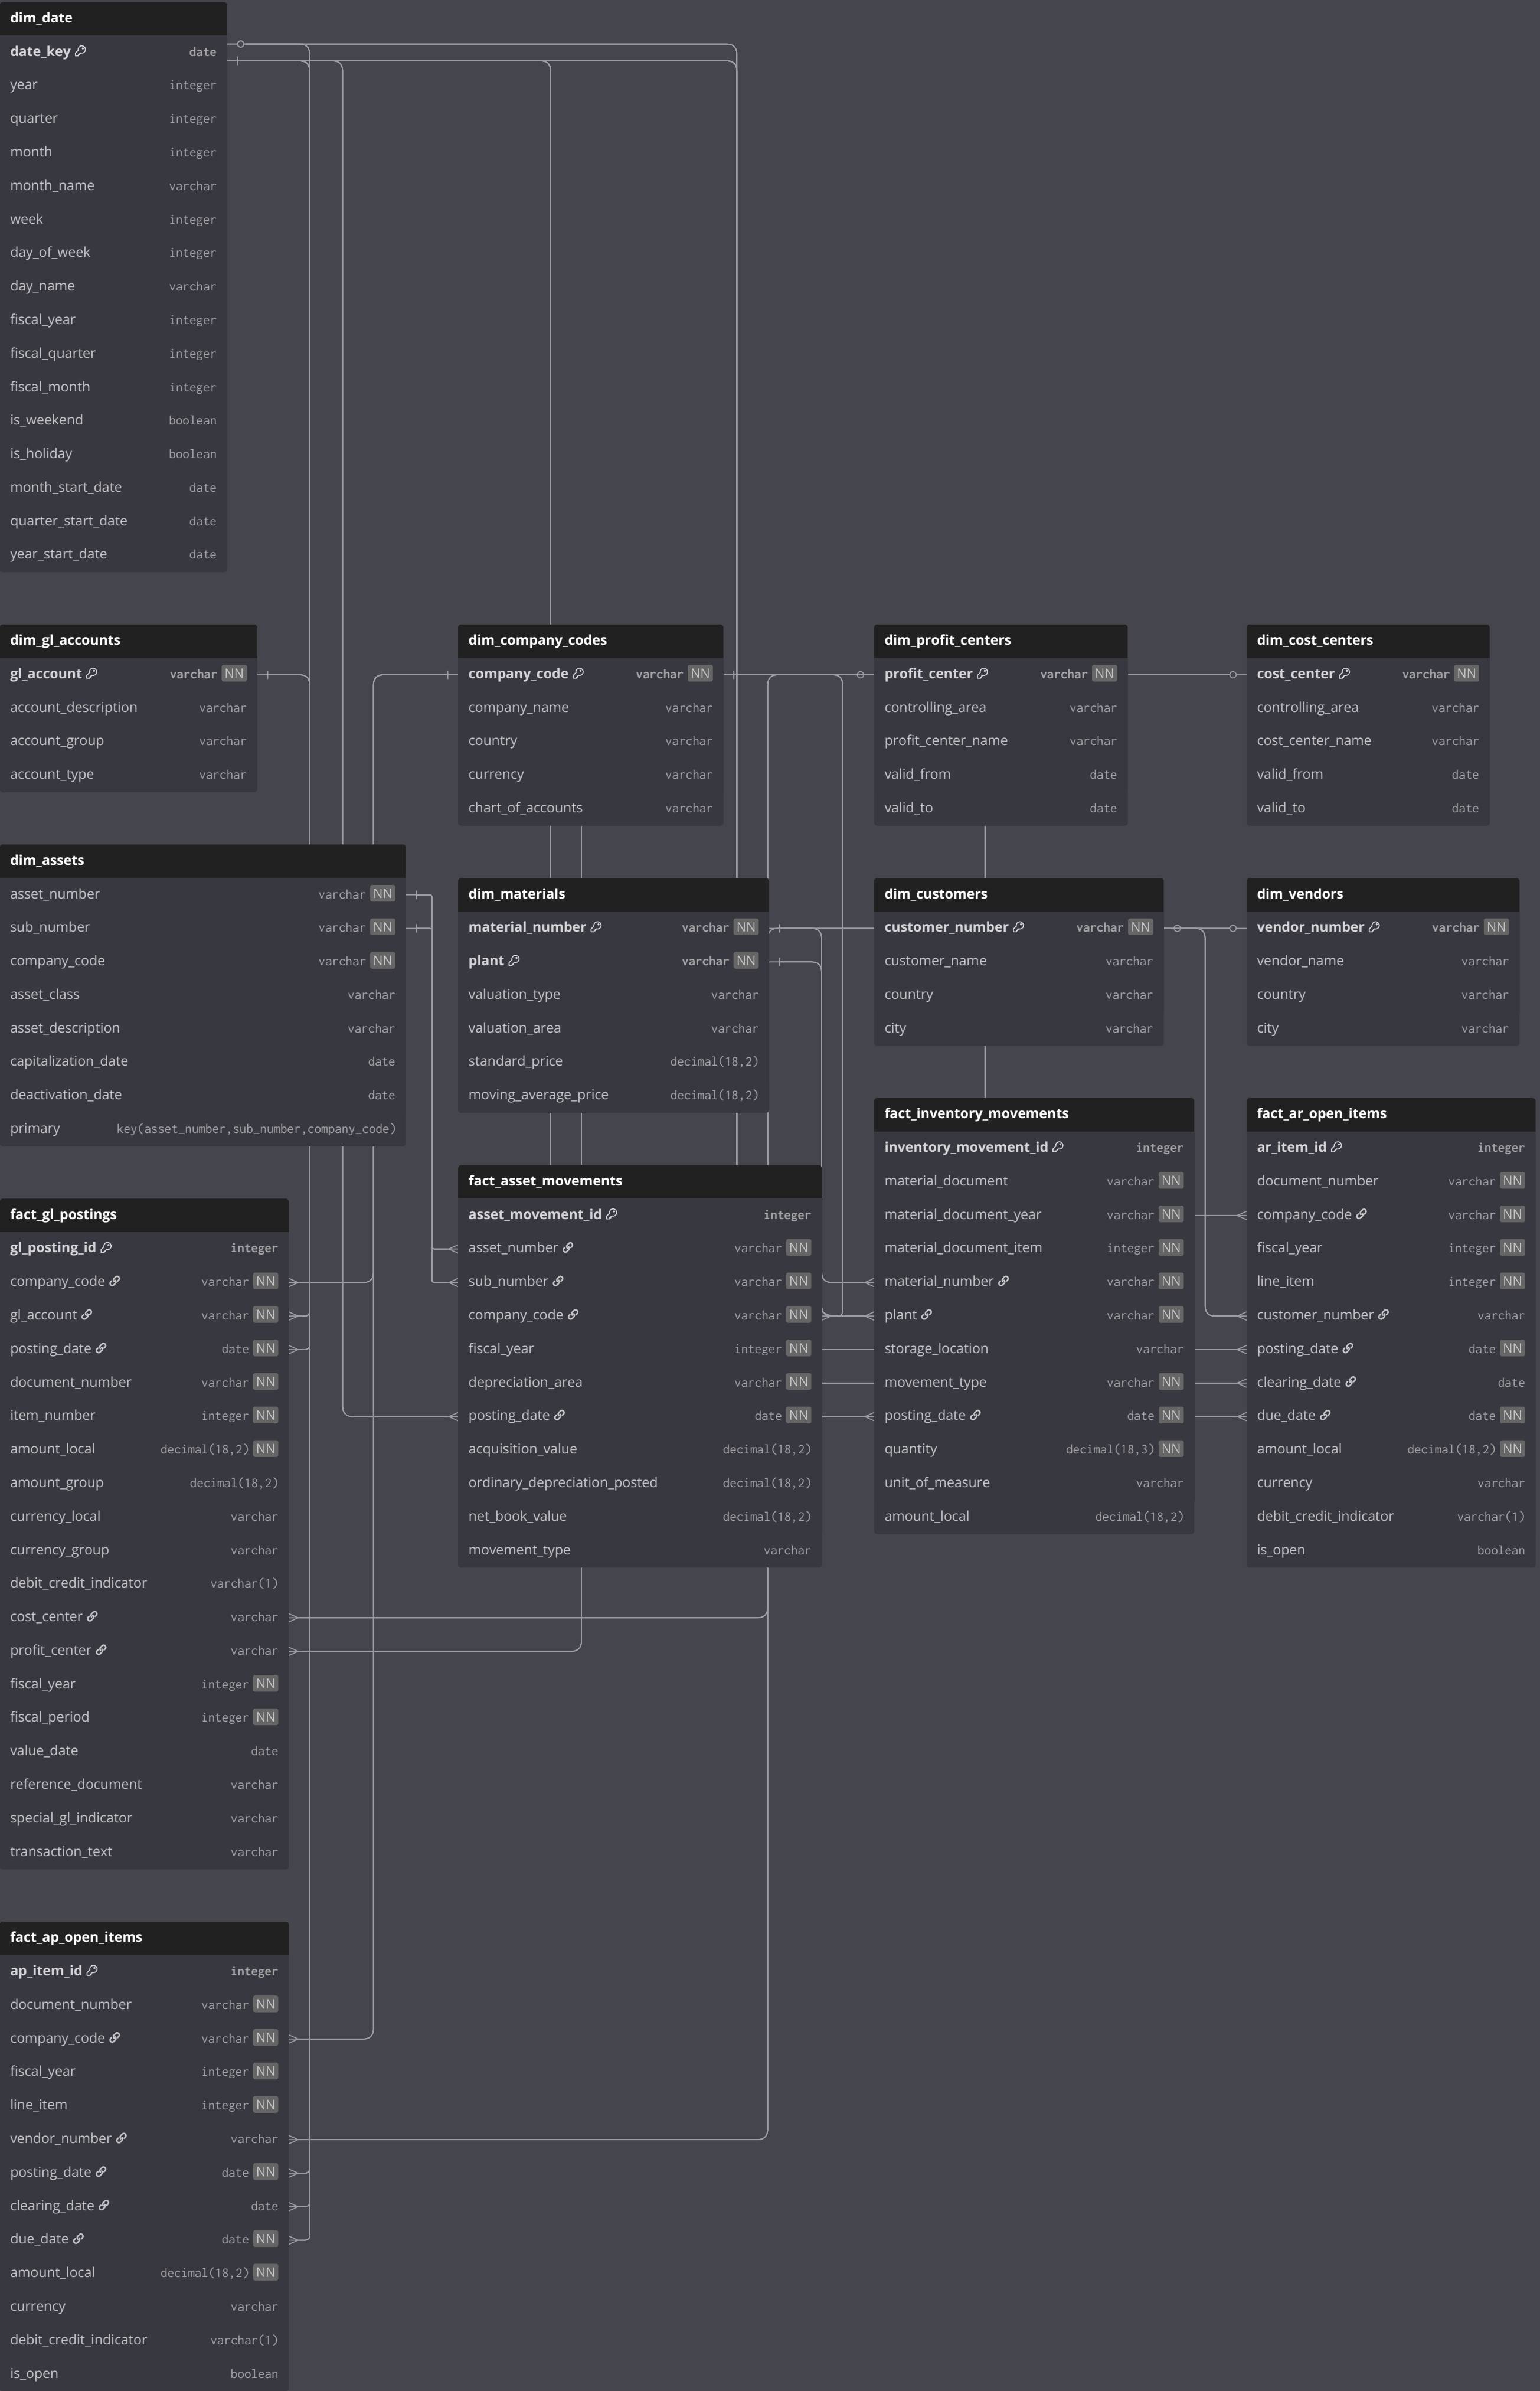 dim_date
date_key date
year integer
quarter integer
month integer
month_name varchar
week integer
day_of_week integer
day_name varchar
fiscal_year integer
fiscal_quarter integer
fiscal_month integer
is_weekend boolean
is_holiday boolean
month_start_date date
quarter_start_date date
year_start_date date
dim_gl_accounts
gl_account varchar NN
account_description varchar
account_group varchar
account_type varchar
dim_company_codes
company_code varchar NN
company_name varchar
country varchar
currency varchar
chart_of_accounts varchar
dim_profit_centers
profit_center varchar NN
controlling_area varchar
profit_center_name varchar
valid_from date
valid_to date
dim_cost_centers
cost_center varchar NN
controlling_area varchar
cost_center_name varchar
valid_from date
valid_to date
dim_assets
asset_number varchar NN
sub_number varchar NN
company_code varchar NN
asset_class varchar
asset_description varchar
capitalization_date date
deactivation_date date
primary key(asset_number,sub_number,company_code)
dim_materials
material_number varchar NN
plant varchar NN
valuation_type varchar
valuation_area varchar
standard_price decimal(18,2)
moving_average_price decimal(18,2)
dim_customers
customer_number varchar NN
customer_name varchar
country varchar
city varchar
dim_vendors
vendor_number varchar NN
vendor_name varchar
country varchar
city varchar
fact_gl_postings
gl_posting_id integer
company_code varchar NN
gl_account varchar NN
posting_date date NN
document_number varchar NN
item_number integer NN
amount_local decimal(18,2) NN
amount_group decimal(18,2)
currency_local varchar
currency_group varchar
debit_credit_indicator varchar(1)
cost_center varchar
profit_center varchar
fiscal_year integer NN
fiscal_period integer NN
value_date date
reference_document varchar
special_gl_indicator varchar
transaction_text varchar
fact_asset_movements
asset_movement_id integer
asset_number varchar NN
sub_number varchar NN
company_code varchar NN
fiscal_year integer NN
depreciation_area varchar NN
posting_date date NN
acquisition_value decimal(18,2)
ordinary_depreciation_posted decimal(18,2)
net_book_value decimal(18,2)
movement_type varchar
fact_inventory_movements
inventory_movement_id integer
material_document varchar NN
material_document_year varchar NN
material_document_item integer NN
material_number varchar NN
plant varchar NN
storage_location varchar
movement_type varchar NN
posting_date date NN
quantity decimal(18,3) NN
unit_of_measure varchar
amount_local decimal(18,2)
fact_ar_open_items
ar_item_id integer
document_number varchar NN
company_code varchar NN
fiscal_year integer NN
line_item integer NN
customer_number varchar
posting_date date NN
clearing_date date
due_date date NN
amount_local decimal(18,2) NN
currency varchar
debit_credit_indicator varchar(1)
is_open boolean
fact_ap_open_items
ap_item_id integer
document_number varchar NN
company_code varchar NN
fiscal_year integer NN
line_item integer NN
vendor_number varchar
posting_date date NN
clearing_date date
due_date date NN
amount_local decimal(18,2) NN
currency varchar
debit_credit_indicator varchar(1)
is_open boolean